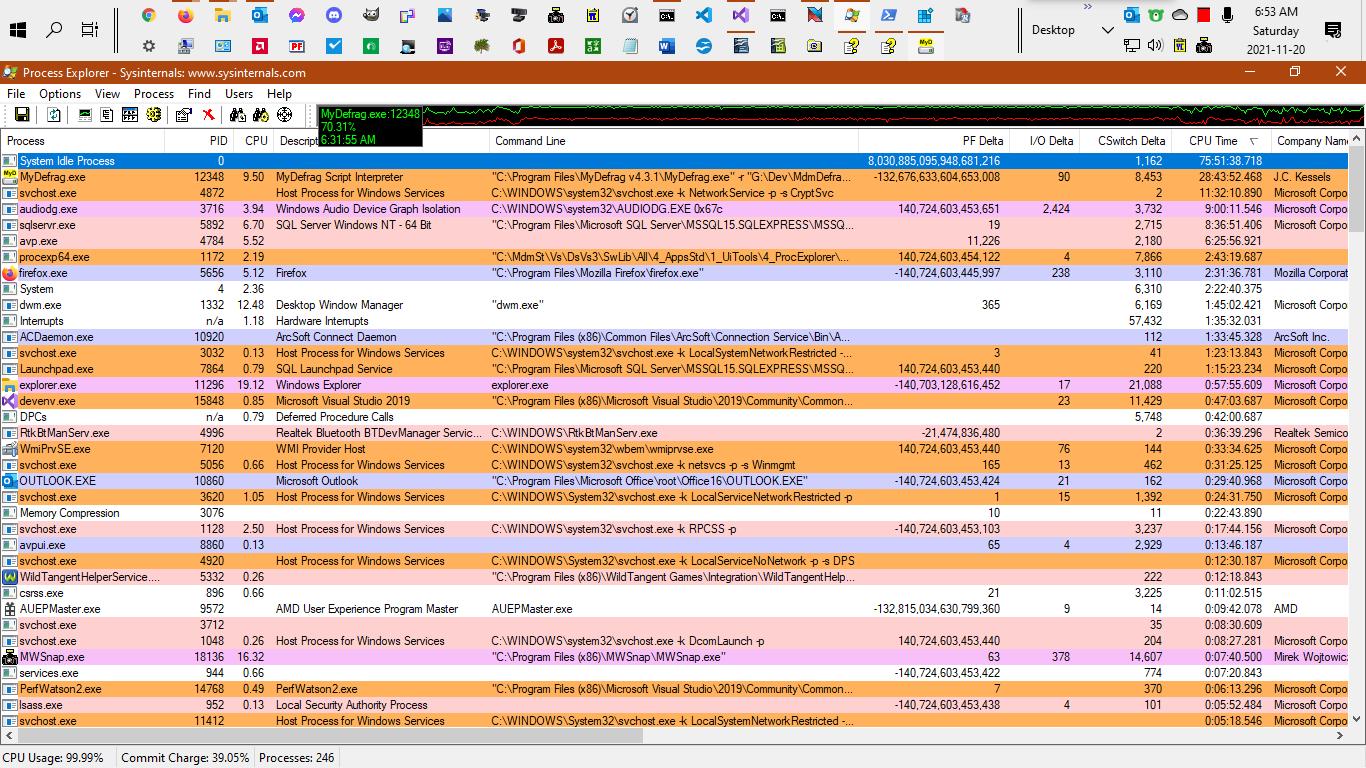 6:53 AM
Desktop
Saturday
2021-11-20
Process Explorer - Sysinternals: www.sysinternals.com
File Options View Process Find Users Help
MyDefrag.exe:12348
70.31%
6:31:55 AM
Process PID CPU Descript Command Line PF Delta I/O Delta CSwitch Delta CPU Time Company Name
System Idle Process 0 8,030,885,095,948,681,216 1,162 75:51:38.718
MyDefrag.exe 12348 9.50 MyDefrag Script Interpreter "C:\Program Files\MyDefrag v4.3.1\MyDefrag.exe" -r "G:\Dev\MdmDefra... -132,676,633,604,653,008 90 8,453 28:43:52.468 J.C. Kessels
svchost.exe 4872 Host Process for Windows Services C:\WINDOWS\system32\svchost.exe -k NetworkService -p -s CryptSvc 2 11:32:10.890 Microsoft Corpo
audiodg.exe 3716 3.94 Windows Audio Device Graph Isolation C:\WINDOWS\system32\AUDIODG.EXE 0x67c 140,724,603,453,651 2,424 3,732 9:00:11.546 Microsoft Corpo
sqlservr.exe 5892 6.70 SQL Server Windows NT - 64 Bit "C:\Program Files\Microsoft SQL Server\MSSQL15.SQLEXPRESS\MSSQ... 19 2,715 8:36:51.406 Microsoft Corpo
avp.exe 4784 5.52 11,226 2,180 6:25:56.921
procexp64.exe 1172 2.19 "C:\MdmSt\Vs\DsVs3\SwLib\All\4_AppsStd\1_UiTools\4_ProcExplorer\... 140,724,603,454,122 4 7,866 2:43:19.687
firefox.exe 5656 5.12 Firefox "C:\Program Files\Mozilla Firefox\firefox.exe" -140,724,603,445,997 238 3,110 2:31:36.781 Mozilla Corporat
System 4 2.36 6,310 2:22:40.375
dwm.exe 1332 12.48 Desktop Window Manager "dwm.exe" 365 6,169 1:45:02.421 Microsoft Corpo
Interrupts n/a 1.18 Hardware Interrupts 57,432 1:35:32.031
ACDaemon.exe 10920 ArcSoft Connect Daemon "C:\Program Files (x86)\Common Files\ArcSoft\Connection Service\Bin\A... 112 1:33:45.328 ArcSoft Inc.
svchost.exe 3032 0.13 Host Process for Windows Services C:\WINDOWS\system32\svchost.exe -k LocalSystemNetworkRestricted -... 3 41 1:23:13.843 Microsoft Corpo
Launchpad.exe 7864 0.79 SQL Launchpad Service "C:\Program Files\Microsoft SQL Server\MSSQL15.SQLEXPRESS\MSSQ... 140,724,603,453,440 220 1:15:23.234 Microsoft Corpo
explorer.exe 11296 19.12 Windows Explorer explorer.exe -140,703,128,616,452 17 21,088 0:57:55.609 Microsoft Corpo
devenv.exe 15848 0.85 Microsoft Visual Studio 2019 "C:\Program Files (x86)\Microsoft Visual Studio\2019\Community\Common... 23 11,429 0:47:03.687 Microsoft Corpo
DPCs n/a 0.79 Deferred Procedure Calls 5,748 0:42:00.687
RtkBtManServ.exe 4996 Realtek Bluetooth BTDevManager Servic... C:\WINDOWS\RtkBtManServ.exe -21,474,836,480 2 0:36:39.296 Realtek Semico
WmiPrvSE.exe 7120 WMI Provider Host C:\WINDOWS\system32\wbem\wmiprvse.exe 140,724,603,453,440 76 144 0:33:34.625 Microsoft Corpo
svchost.exe 5056 0.66 Host Process for Windows Services C:\WINDOWS\system32\svchost.exe -k netsvcs -p -s Winmgmt 165 13 462 0:31:25.125 Microsoft Corpo
OUTLOOK.EXE 10860 Microsoft Outlook "C:\Program Files\Microsoft Office\root\Office16\OUTLOOK.EXE" -140,724,603,453,424 21 162 0:29:40.968 Microsoft Corpo
svchost.exe 3620 1.05 Host Process for Windows Services C:\WINDOWS\System32\svchost.exe -k LocalServiceNetworkRestricted -p 1 15 1,392 0:24:31.750 Microsoft Corpo
Memory Compression 3076 10 11 0:22:43.890
svchost.exe 1128 2.50 Host Process for Windows Services C:\WINDOWS\system32\svchost.exe -k RPCSS -p -140,724,603,453,103 3,237 0:17:44.156 Microsoft Corpo
avpui.exe 8860 0.13 65 4 2,929 0:13:46.187
svchost.exe 4920 Host Process for Windows Services C:\WINDOWS\System32\svchost.exe -k LocalServiceNoNetwork -p -s DPS 0:12:30.187 Microsoft Corpo
WildTangentHelperService.... 5332 0.26 "C:\Program Files (x86)\WildTangent Games\Integration\WildTangentHelp... 222 0:12:18.843
csrss.exe 896 0.66 21 3,225 0:11:02.515
AUEPMaster.exe 9572 AMD User Experience Program Master AUEPMaster.exe -132,815,034,630,799,360 9 14 0:09:42.078 AMD
svchost.exe 3712 35 0:08:30.609
svchost.exe 1048 0.26 Host Process for Windows Services C:\WINDOWS\system32\svchost.exe -k DcomLaunch -p 140,724,603,453,440 204 0:08:27.281 Microsoft Corpo
MWSnap.exe 18136 16.32 "C:\Program Files (x86)\MWSnap\MWSnap.exe" 63 378 14,607 0:07:40.500 Mirek Wojtowicz
services.exe 944 0.66 -140,724,603,453,422 774 0:07:20.843
PerfWatson2.exe 14768 0.49 PerfWatson2.exe "C:\Program Files (x86)\Microsoft Visual Studio\2019\Community\Common... 7 370 0:06:13.296 Microsoft Corpo
lsass.exe 952 0.13 Local Security Authority Process -140,724,603,453,438 4 101 0:05:52.484 Microsoft Corpo
svchost.exe 11412 Host Process for Windows Services C:\WINDOWS\System32\svchost.exe -k LocalSystemNetworkRestricted -... 0:05:18.546 Microsoft Corpo
CPU Usage: 99.99% Commit Charge: 39.05% Processes: 246